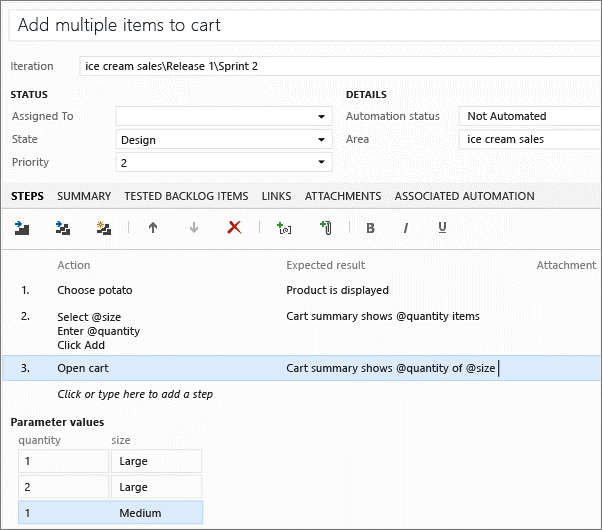 Add multiple items to cart
Iteration ice cream sales\Release 1\Sprint 2
STATUS DETAILS
Assigned To Automation status Not Automated
State Design Area ice cream sales
Priority 2
STEPS SUMMARY TESTED BACKLOG ITEMS LINKS ATTACHMENTS ASSOCIATED AUTOMATION
B I U
Action Expected result Attachment
1. Choose potato Product is displayed
2. Select @size Cart summary shows @quantity items
Enter @quantity
Click Add
3. Open cart Cart summary shows @quantity of @size
Click or type here to add a step
Parameter values
quantity size
1 Large
2 Large
1 Medium